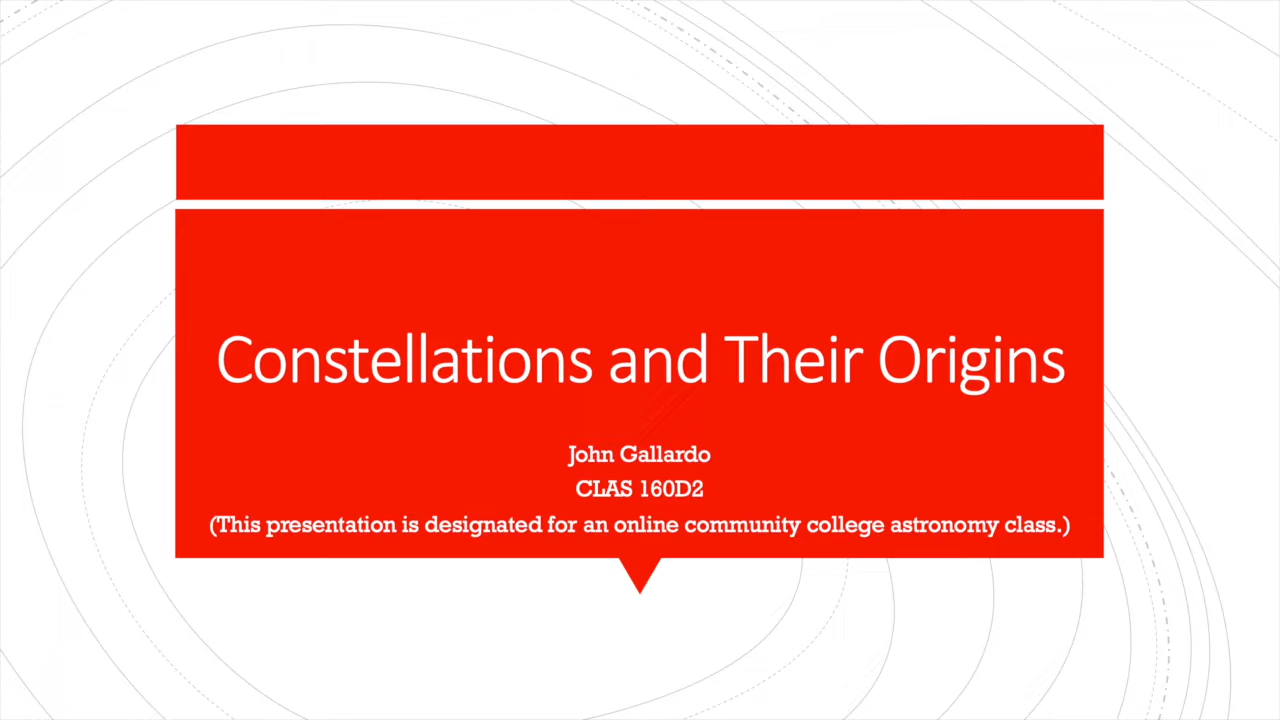 Constellations and Their Origins
John Gallardo
CLAS 160D2
(This presentation is designated for an online community college astronomy class.)